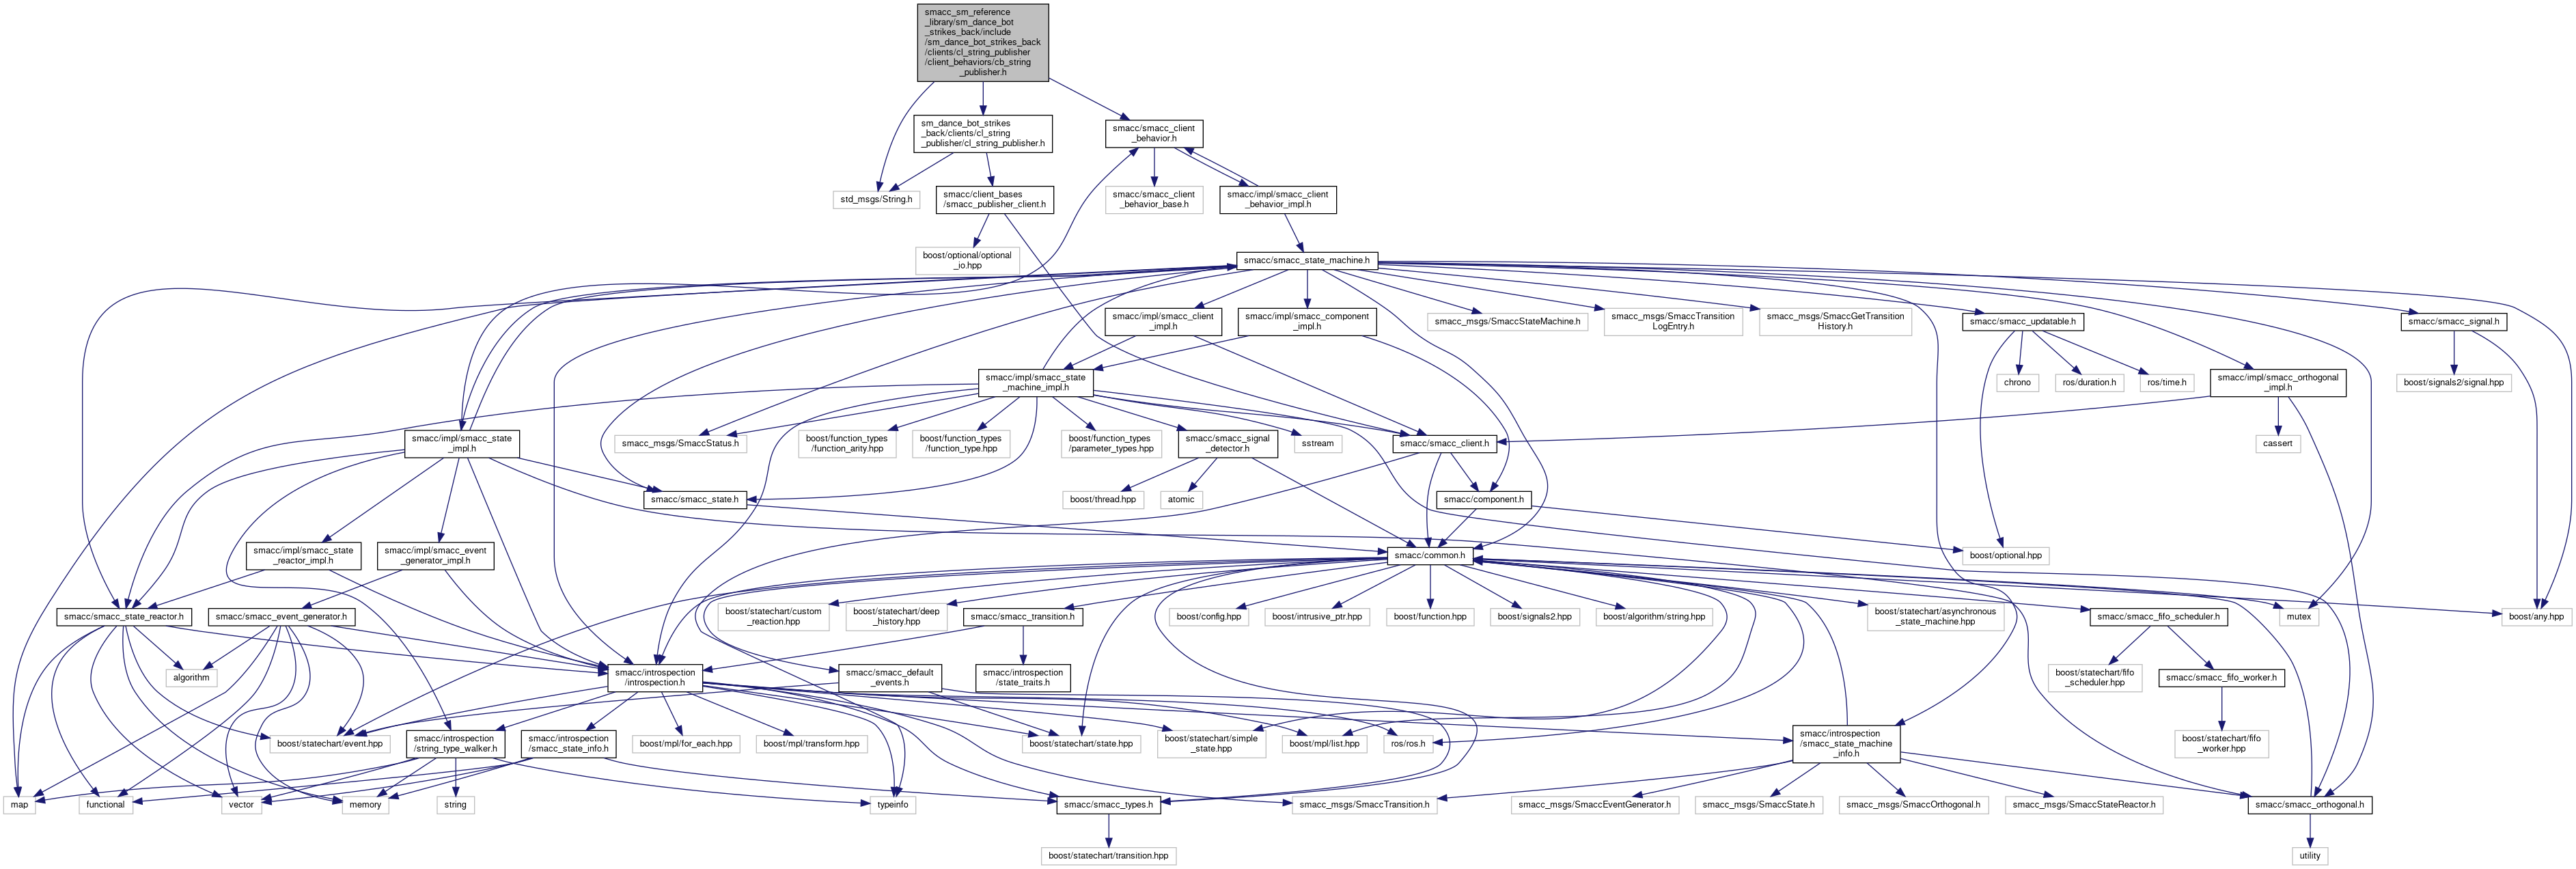 smacc_sm_reference
_library/sm_dance_bot
_strikes_back/include
/sm_dance_bot_strikes_back
/clients/cl_string_publisher
/client_behaviors/cb_string
_publisher.h
sm_dance_bot_strikes
_back/clients/cl_string
_publisher/cl_string_publisher.h
smacc/smacc_client
_behavior.h
std_msgs/String.h
smacc/client_bases
/smacc_publisher_client.h
smacc/smacc_client
_behavior_base.h
smacc/impl/smacc_client
_behavior_impl.h
boost/optional/optional
_io.hpp
smacc/smacc_state_machine.h
smacc/impl/smacc_client
_impl.h
smacc/impl/smacc_component
_impl.h
smacc_msgs/SmaccStateMachine.h
smacc_msgs/SmaccTransition
LogEntry.h
smacc_msgs/SmaccGetTransition
History.h
smacc/smacc_updatable.h
smacc/smacc_signal.h
smacc/impl/smacc_state
_machine_impl.h
chrono
ros/duration.h
ros/time.h
smacc/impl/smacc_orthogonal
_impl.h
boost/signals2/signal.hpp
smacc/impl/smacc_state
_impl.h
smacc_msgs/SmaccStatus.h
boost/function_types
/function_arity.hpp
boost/function_types
/function_type.hpp
boost/function_types
/parameter_types.hpp
smacc/smacc_signal
_detector.h
sstream
smacc/smacc_client.h
cassert
smacc/smacc_state.h
boost/thread.hpp
atomic
smacc/component.h
smacc/impl/smacc_state
_reactor_impl.h
smacc/impl/smacc_event
_generator_impl.h
smacc/common.h
boost/optional.hpp
smacc/smacc_state_reactor.h
smacc/smacc_event_generator.h
boost/statechart/custom
_reaction.hpp
boost/statechart/deep
_history.hpp
smacc/smacc_transition.h
boost/config.hpp
boost/intrusive_ptr.hpp
boost/function.hpp
boost/signals2.hpp
boost/algorithm/string.hpp
boost/statechart/asynchronous
_state_machine.hpp
smacc/smacc_fifo_scheduler.h
mutex
boost/any.hpp
algorithm
smacc/introspection
/introspection.h
smacc/smacc_default
_events.h
smacc/introspection
/state_traits.h
boost/statechart/fifo
_scheduler.hpp
smacc/smacc_fifo_worker.h
boost/statechart/event.hpp
smacc/introspection
/string_type_walker.h
smacc/introspection
/smacc_state_info.h
boost/mpl/for_each.hpp
boost/mpl/transform.hpp
boost/statechart/state.hpp
boost/statechart/simple
_state.hpp
boost/mpl/list.hpp
ros/ros.h
smacc/introspection
/smacc_state_machine
_info.h
boost/statechart/fifo
_worker.hpp
map
functional
vector
memory
string
typeinfo
smacc/smacc_types.h
smacc_msgs/SmaccTransition.h
smacc_msgs/SmaccEventGenerator.h
smacc_msgs/SmaccState.h
smacc_msgs/SmaccOrthogonal.h
smacc_msgs/SmaccStateReactor.h
smacc/smacc_orthogonal.h
boost/statechart/transition.hpp
utility